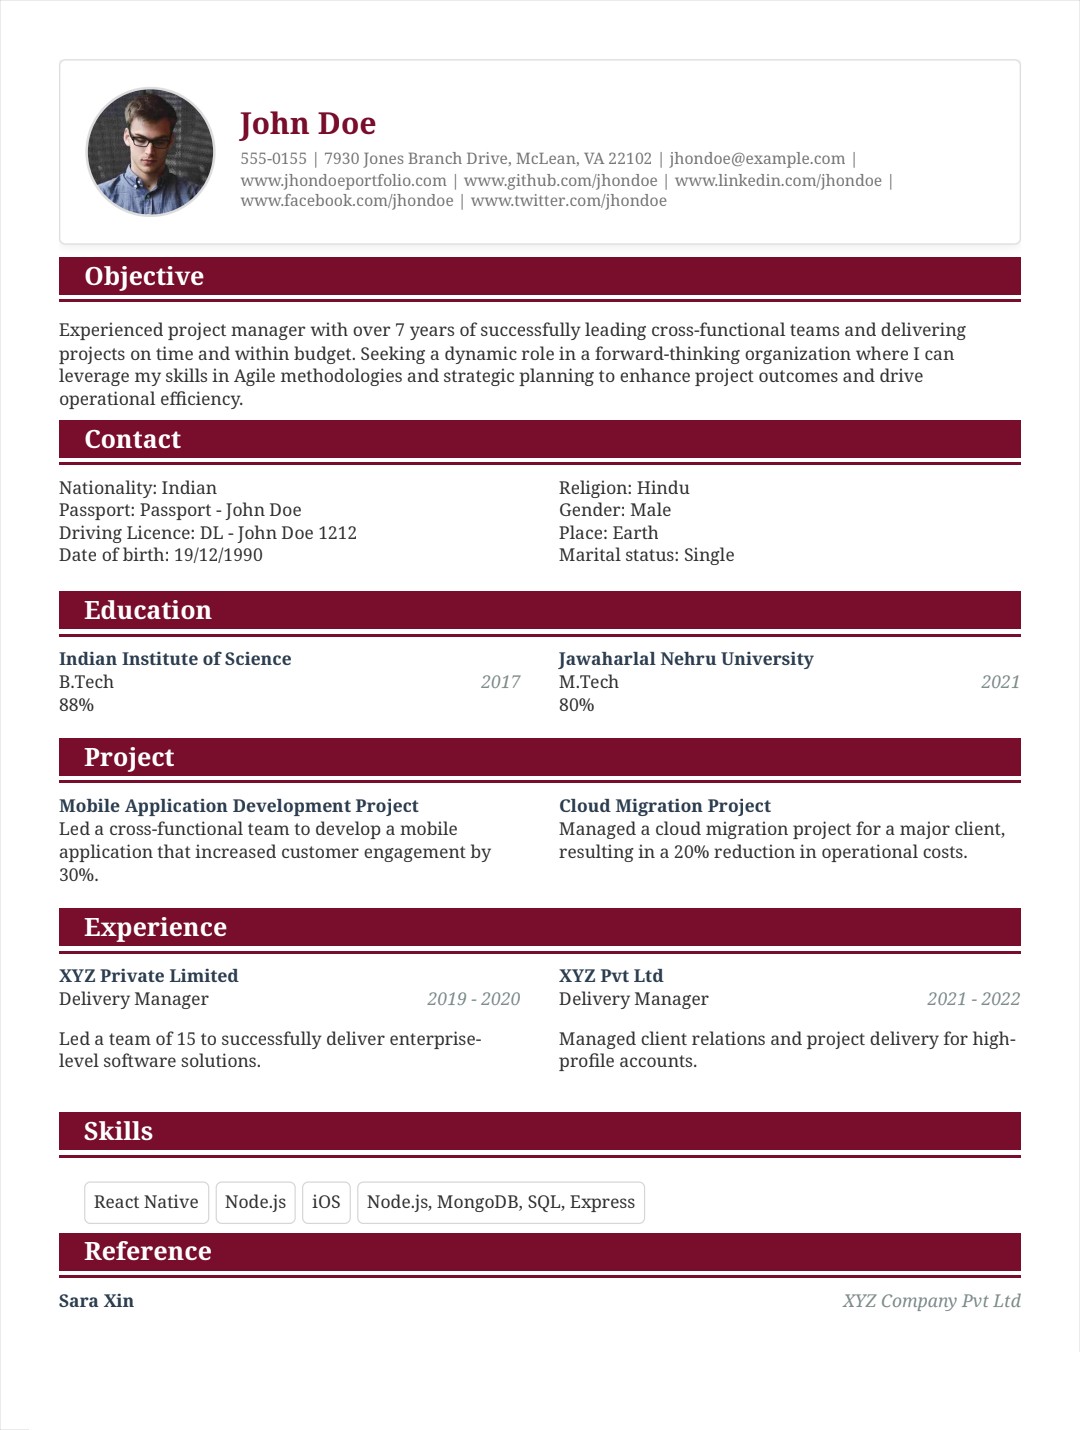 John Doe
555-0155 | 7930 Jones Branch Drive, McLean, VA 22102 | jhondoe@example.com |
www.jhondoeportfolio.com | www.github.com/jhondoe | www.linkedin.com/jhondoe |
www.facebook.com/jhondoe | www.twitter.com/jhondoe
Objective
Experienced project manager with over 7 years of successfully leading cross-functional teams and delivering
projects on time and within budget. Seeking a dynamic role in a forward-thinking organization where I can
leverage my skills in Agile methodologies and strategic planning to enhance project outcomes and drive
operational efficiency.
Contact
Nationality: Indian
Passport: Passport - John Doe
Driving Licence: DL - John Doe 1212
Date of birth: 19/12/1990
Religion: Hindu
Gender: Male
Place: Earth
Marital status: Single
Education
Indian Institute of Science
B.Tech 2017
88%
Jawaharlal Nehru University
M.Tech 2021
80%
Project
Mobile Application Development Project
Led a cross-functional team to develop a mobile
application that increased customer engagement by
30%.
Cloud Migration Project
Managed a cloud migration project for a major client,
resulting in a 20% reduction in operational costs.
Experience
XYZ Private Limited
Delivery Manager 2019 - 2020
Led a team of 15 to successfully deliver enterprise-
level software solutions.
XYZ Pvt Ltd
Delivery Manager 2021 - 2022
Managed client relations and project delivery for high-
profile accounts.
Skills
React Native Node.js iOS Node.js, MongoDB, SQL, Express
Reference
Sara Xin XYZ Company Pvt Ltd